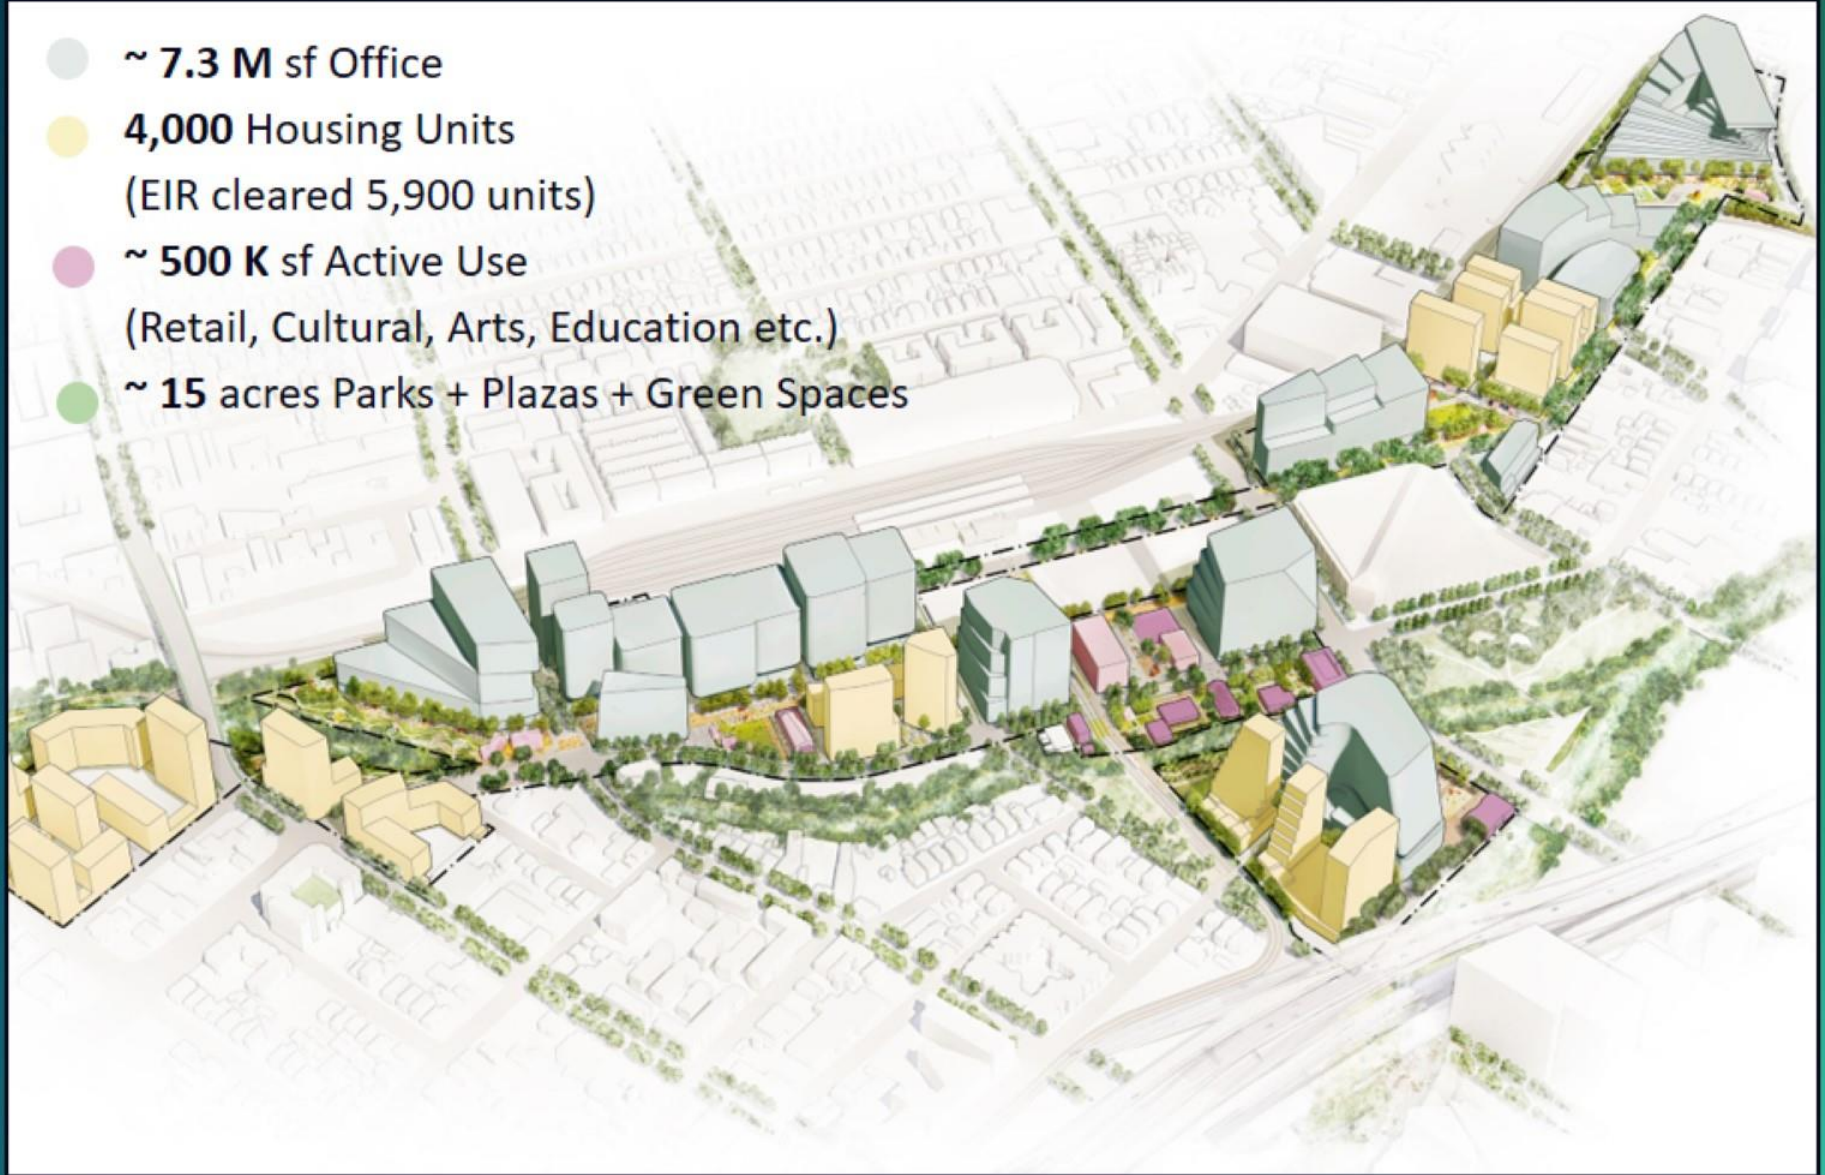 ~ 7.3 M sf Office
4,000 Housing Units
(EIR cleared 5,900 units)
~ 500 K sf Active Use
(Retail, Cultural, Arts, Education etc.)
~ 15 acres Parks + Plazas + Green Spaces